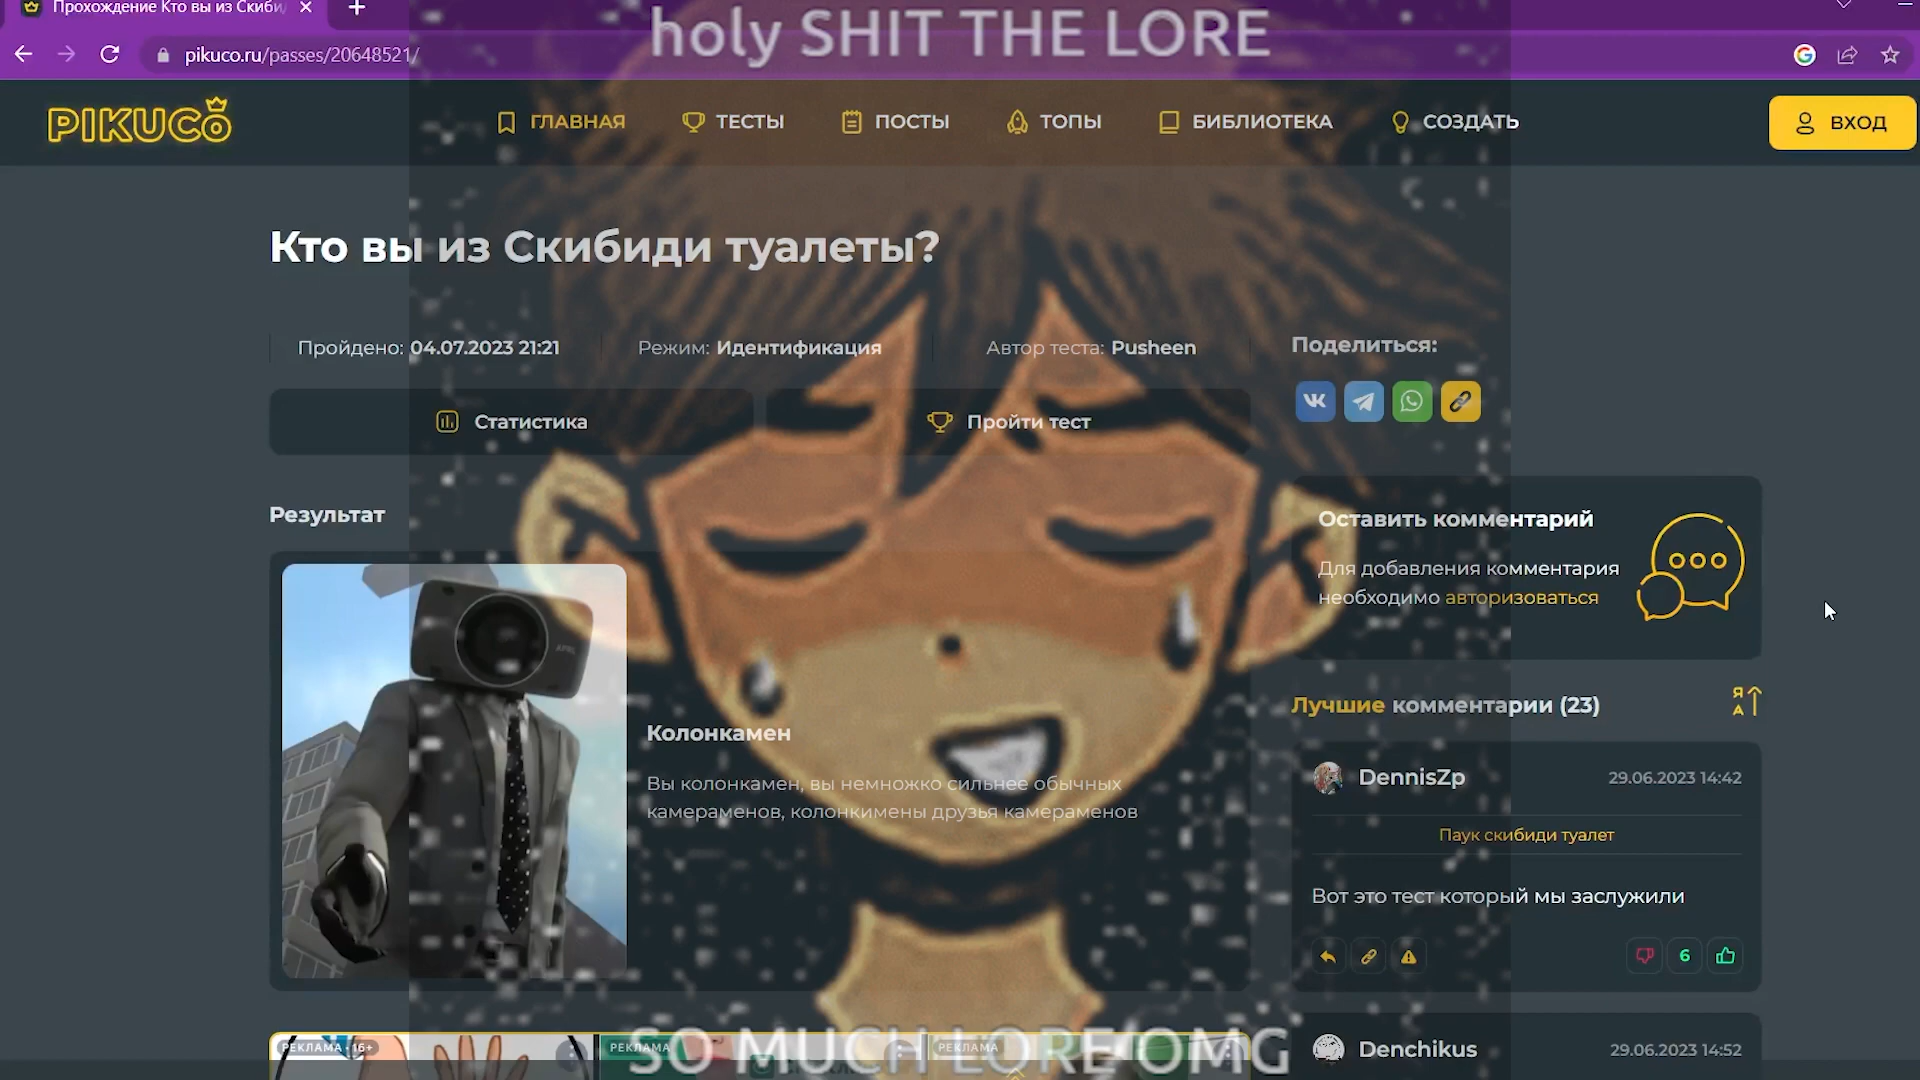 holy SHIT THE LORE
Прохождение Кто вы из Скиби
pikuco.ru/passes/20648521/
PIKUCO
ГЛАВНАЯ
ТЕСТЫ
ПОСТЫ
ТОПЫ
БИБЛИОТЕКА
СОЗДАТЬ
ВХОД
Кто вы из Скибиди туалеты?
Пройдено: 04.07.2023 21:21
Режим: Идентификация
Автор теста: Pusheen
Поделиться:
Статистика
Пройти тест
Результат
Колонкамен
Вы колонкамен, вы немножко сильнее обычных
камераменов, колонкимены друзья камераменов
Оставить комментарий
Для добавления комментария
необходимо авторизоваться
Лучшие комментарии (23)
Я
А
DennisZp
29.06.2023 14:42
Паук скибиди туалет
Вот это тест который мы заслужили
6
Denchikus
29.06.2023 14:52
РЕКЛАМА • 16+
РЕКЛАМА
РЕКЛАМА
SO MUCH LORE OMG